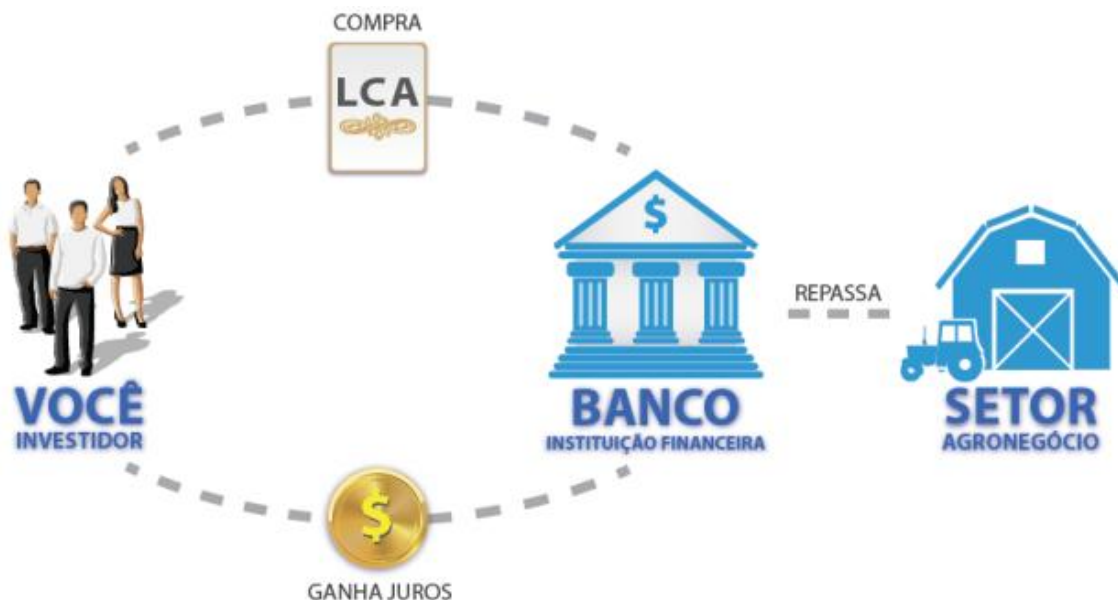 COMPRA
LCA
$
REPASSA
VOCÊ
INVESTIDOR
BANCO
INSTITUIÇÃO FINANCEIRA
SETOR
AGRONEGÓCIO
$
GANHA JUROS